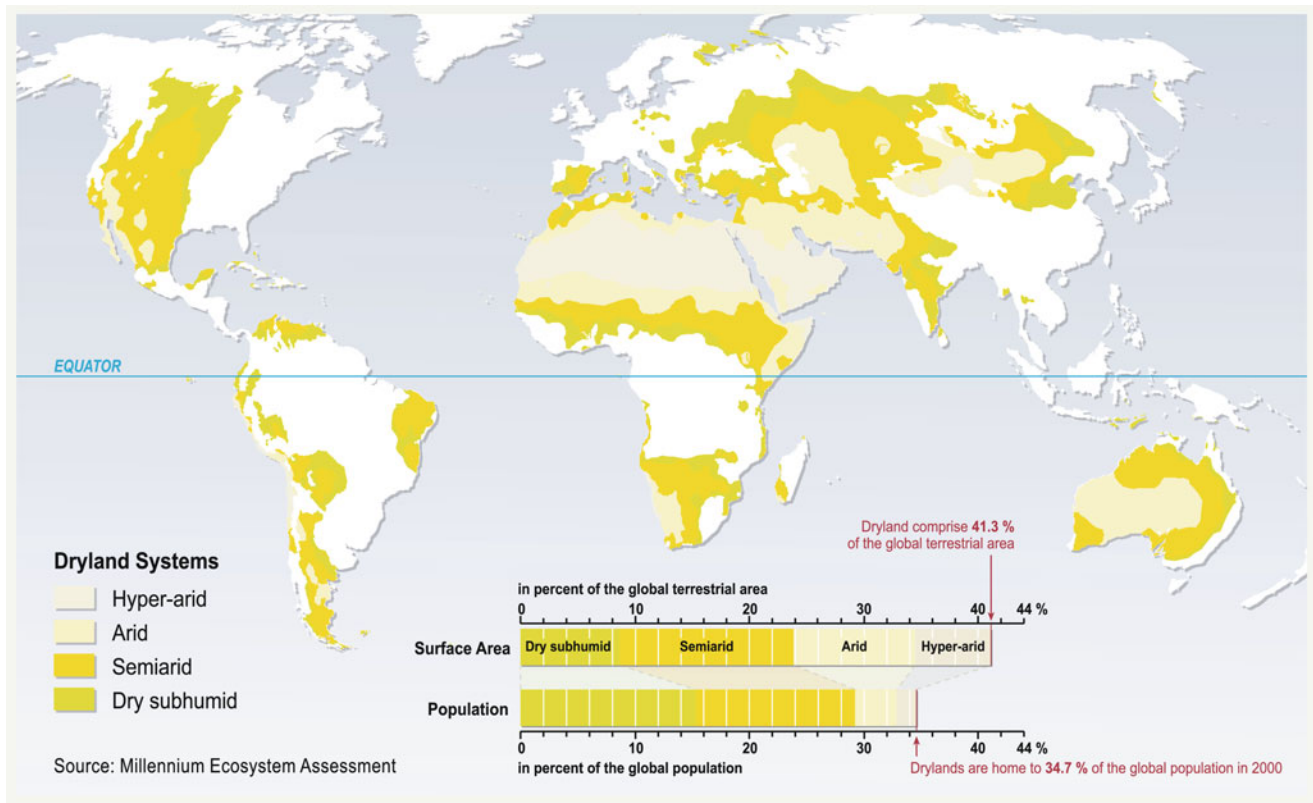 EQUATOR
Dryland Systems
Hyper-arid
Arid
Semiarid
Dry subhumid
Source: Millennium Ecosystem Assessment
Dryland comprise 41.3 %
of the global terrestrial area
in percent of the global terrestrial area
0 10 20 30 40 44 %
Surface Area Dry subhumid Semiarid Arid Hyper-arid
Population
0 10 20 30 40 44 %
in percent of the global population
Drylands are home to 34.7 % of the global population in 2000